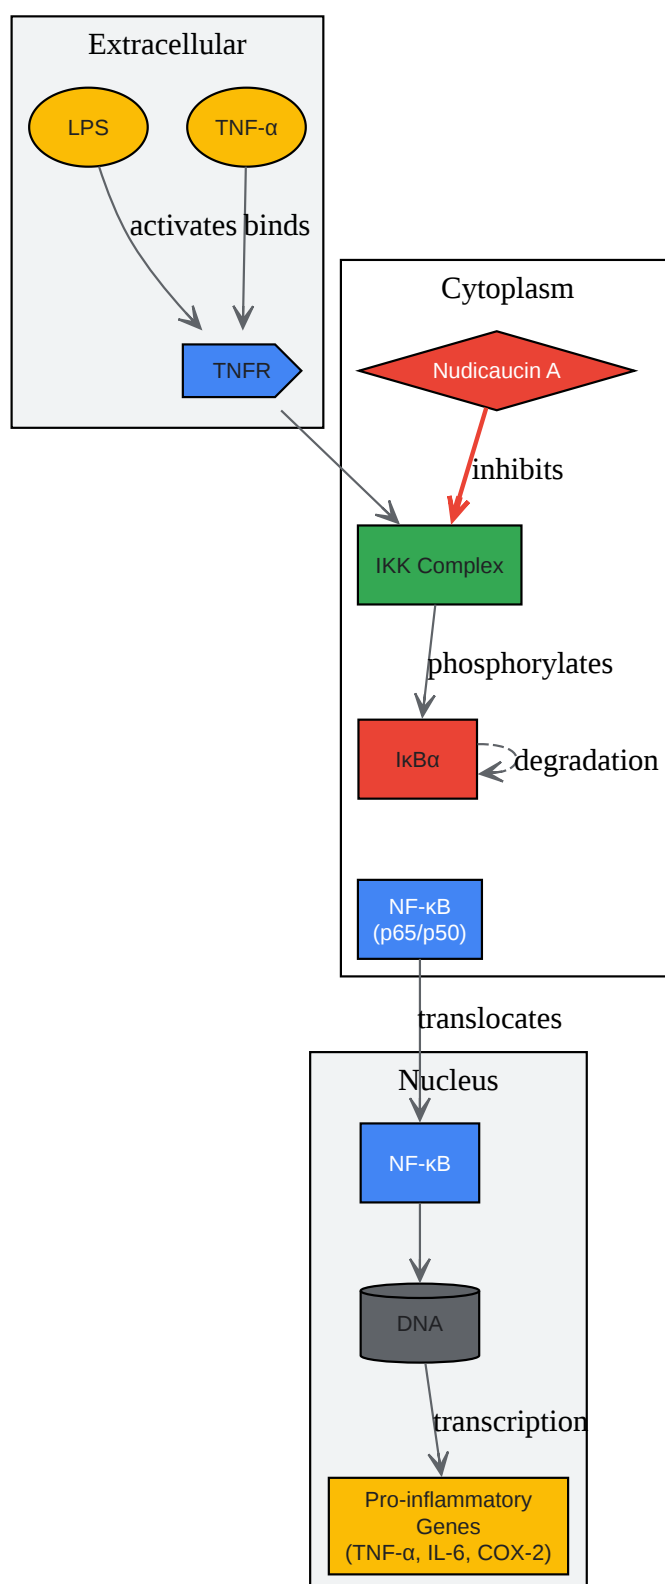 Extracellular
LPS
TNF-α
activates
binds
TNFR
Cytoplasm
Nudicaucin A
inhibits
IKK Complex
phosphorylates
IκBα
degradation
NF-κB
(p65/p50)
translocates
Nucleus
NF-κB
DNA
transcription
Pro-inflammatory
Genes
(TNF-α, IL-6, COX-2)